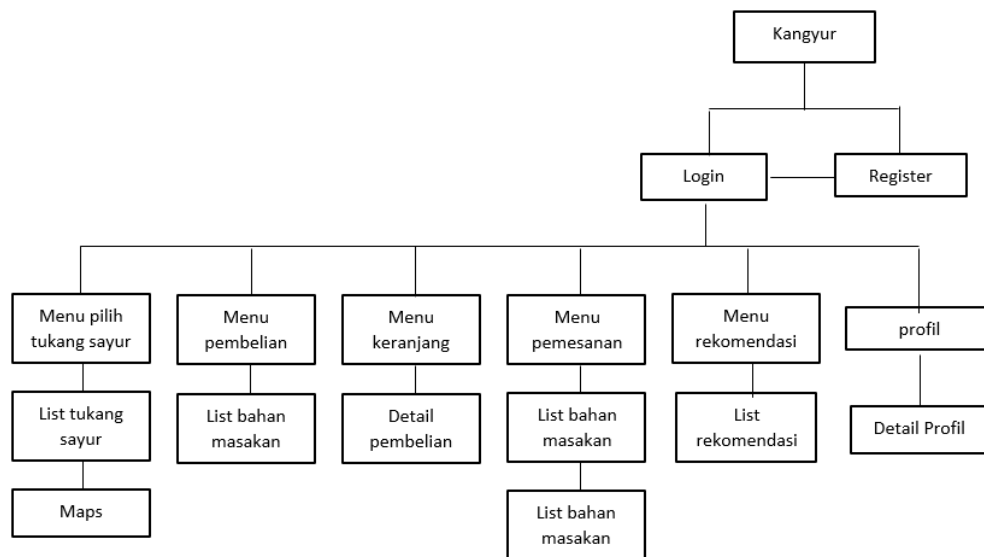 Kangyur
Login
Register
Menu pilih
tukang sayur
Menu
pembelian
Menu
keranjang
Menu
pemesanan
Menu
rekomendasi
profil
List tukang
sayur
List bahan
masakan
Detail
pembelian
List bahan
masakan
List
rekomendasi
Detail Profil
Maps
List bahan
masakan